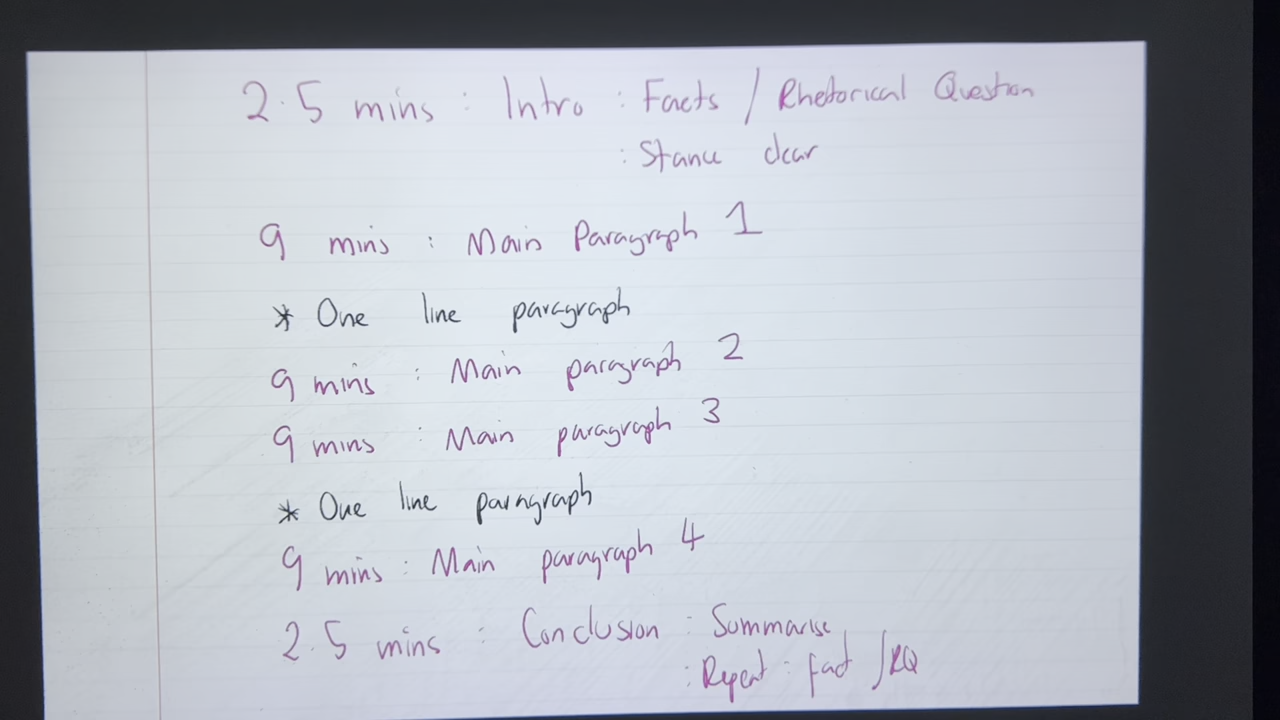 2.5 mins : Intro : Facts / Rhetorical Question
: Stance clear
9 mins : Main Paragraph 1
* One line paragraph
9 mins : Main paragraph 2
9 mins : Main paragraph 3
* One line paragraph
9 mins : Main paragraph 4
2.5 mins : Conclusion : Summarise
: Repeat : fact / RQ